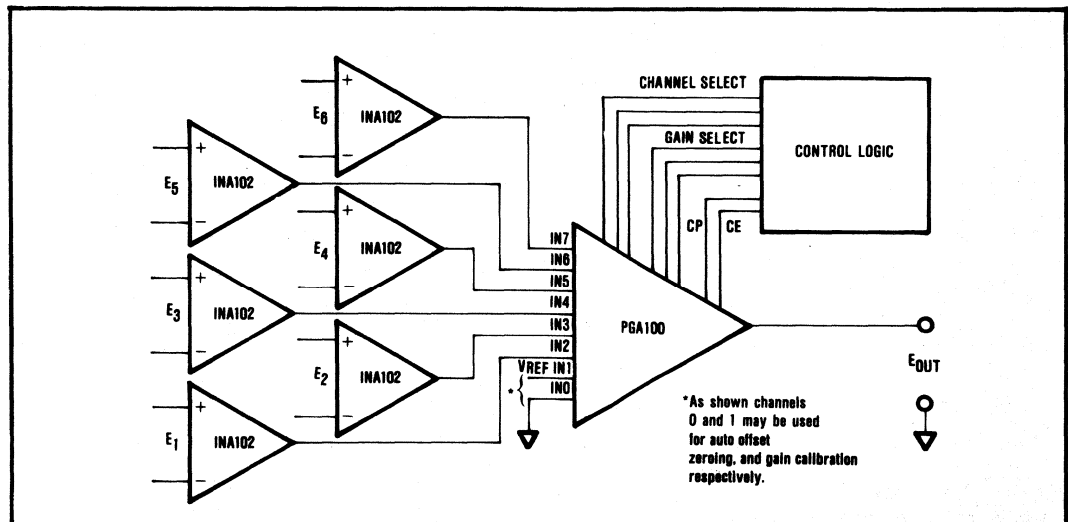 CHANNEL SELECT
GAIN SELECT
CONTROL LOGIC
CP
CE
+
E6
INA102
−
+
E5
INA102
−
+
E4
INA102
−
+
E3
INA102
−
+
E2
INA102
−
+
E1
INA102
−
IN7
IN6
IN5
IN4
IN3
IN2
VREF IN1
* IN0
PGA100
EOUT
*As shown channels
0 and 1 may be used
for auto offset
zeroing, and gain calibration
respectively.